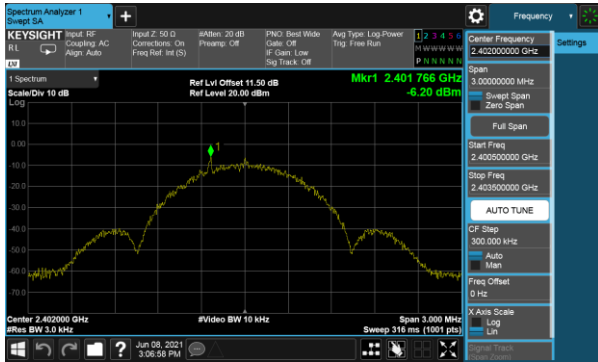 Spectrum Analyzer 1
Swept SA
Frequency
KEYSIGHT
Input: RF
Input Z: 50 Ω
#Atten: 20 dB
PNO: Best Wide
Avg Type: Log-Power
1 2 3 4 5 6
R L
Coupling: AC
Corrections: On
Preamp: Off
Gate: Off
Trig: Free Run
Align: Auto
Freq Ref: Int (S)
IF Gain: Low
M W W W W W
Sig Track: Off
P N N N N N
Settings
1 Spectrum
Ref Lvl Offset 11.50 dB
Mkr1 2.401 766 GHz
Scale/Div 10 dB
Ref Level 20.00 dBm
-6.20 dBm
Log
10.0
0.00
1
-10.0
-20.0
-30.0
-40.0
-50.0
-60.0
-70.0
Center 2.402000 GHz
#Video BW 10 kHz
Span 3.000 MHz
#Res BW 3.0 kHz
Sweep 316 ms (1001 pts)
Center Frequency
2.402000000 GHz
Span
3.00000000 MHz
Swept Span
Zero Span
Full Span
Start Freq
2.400500000 GHz
Stop Freq
2.403500000 GHz
AUTO TUNE
CF Step
300.000 kHz
Auto
Man
Freq Offset
0 Hz
X Axis Scale
Log
Lin
Signal Track
(Span Zoom)
?
Jun 08, 2021
3:06:58 PM